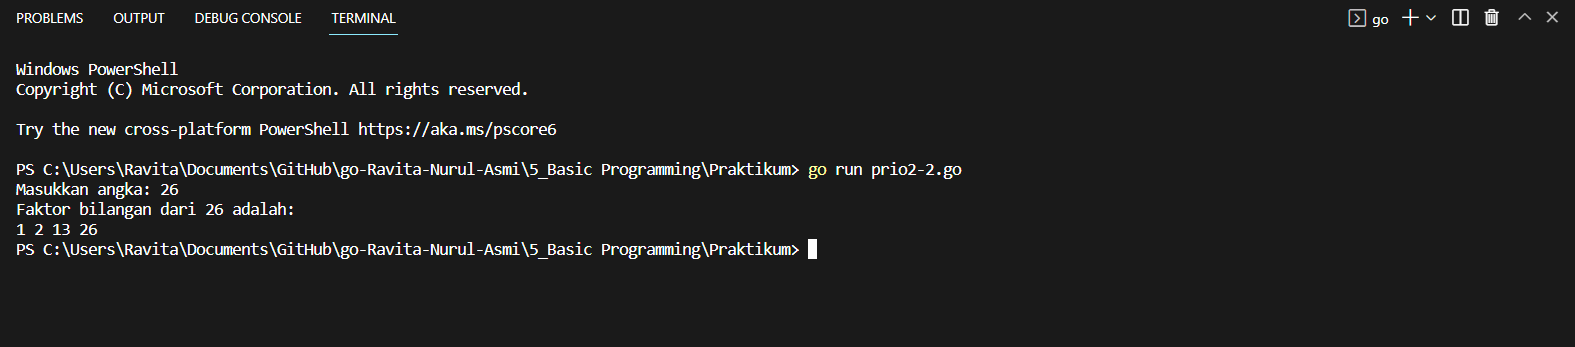 PROBLEMS OUTPUT DEBUG CONSOLE TERMINAL go
Windows PowerShell
Copyright (C) Microsoft Corporation. All rights reserved.
Try the new cross-platform PowerShell https://aka.ms/pscore6
PS C:\Users\Ravita\Documents\GitHub\go-Ravita-Nurul-Asmi\5_Basic Programming\Praktikum> go run prio2-2.go
Masukkan angka: 26
Faktor bilangan dari 26 adalah:
1 2 13 26
PS C:\Users\Ravita\Documents\GitHub\go-Ravita-Nurul-Asmi\5_Basic Programming\Praktikum>